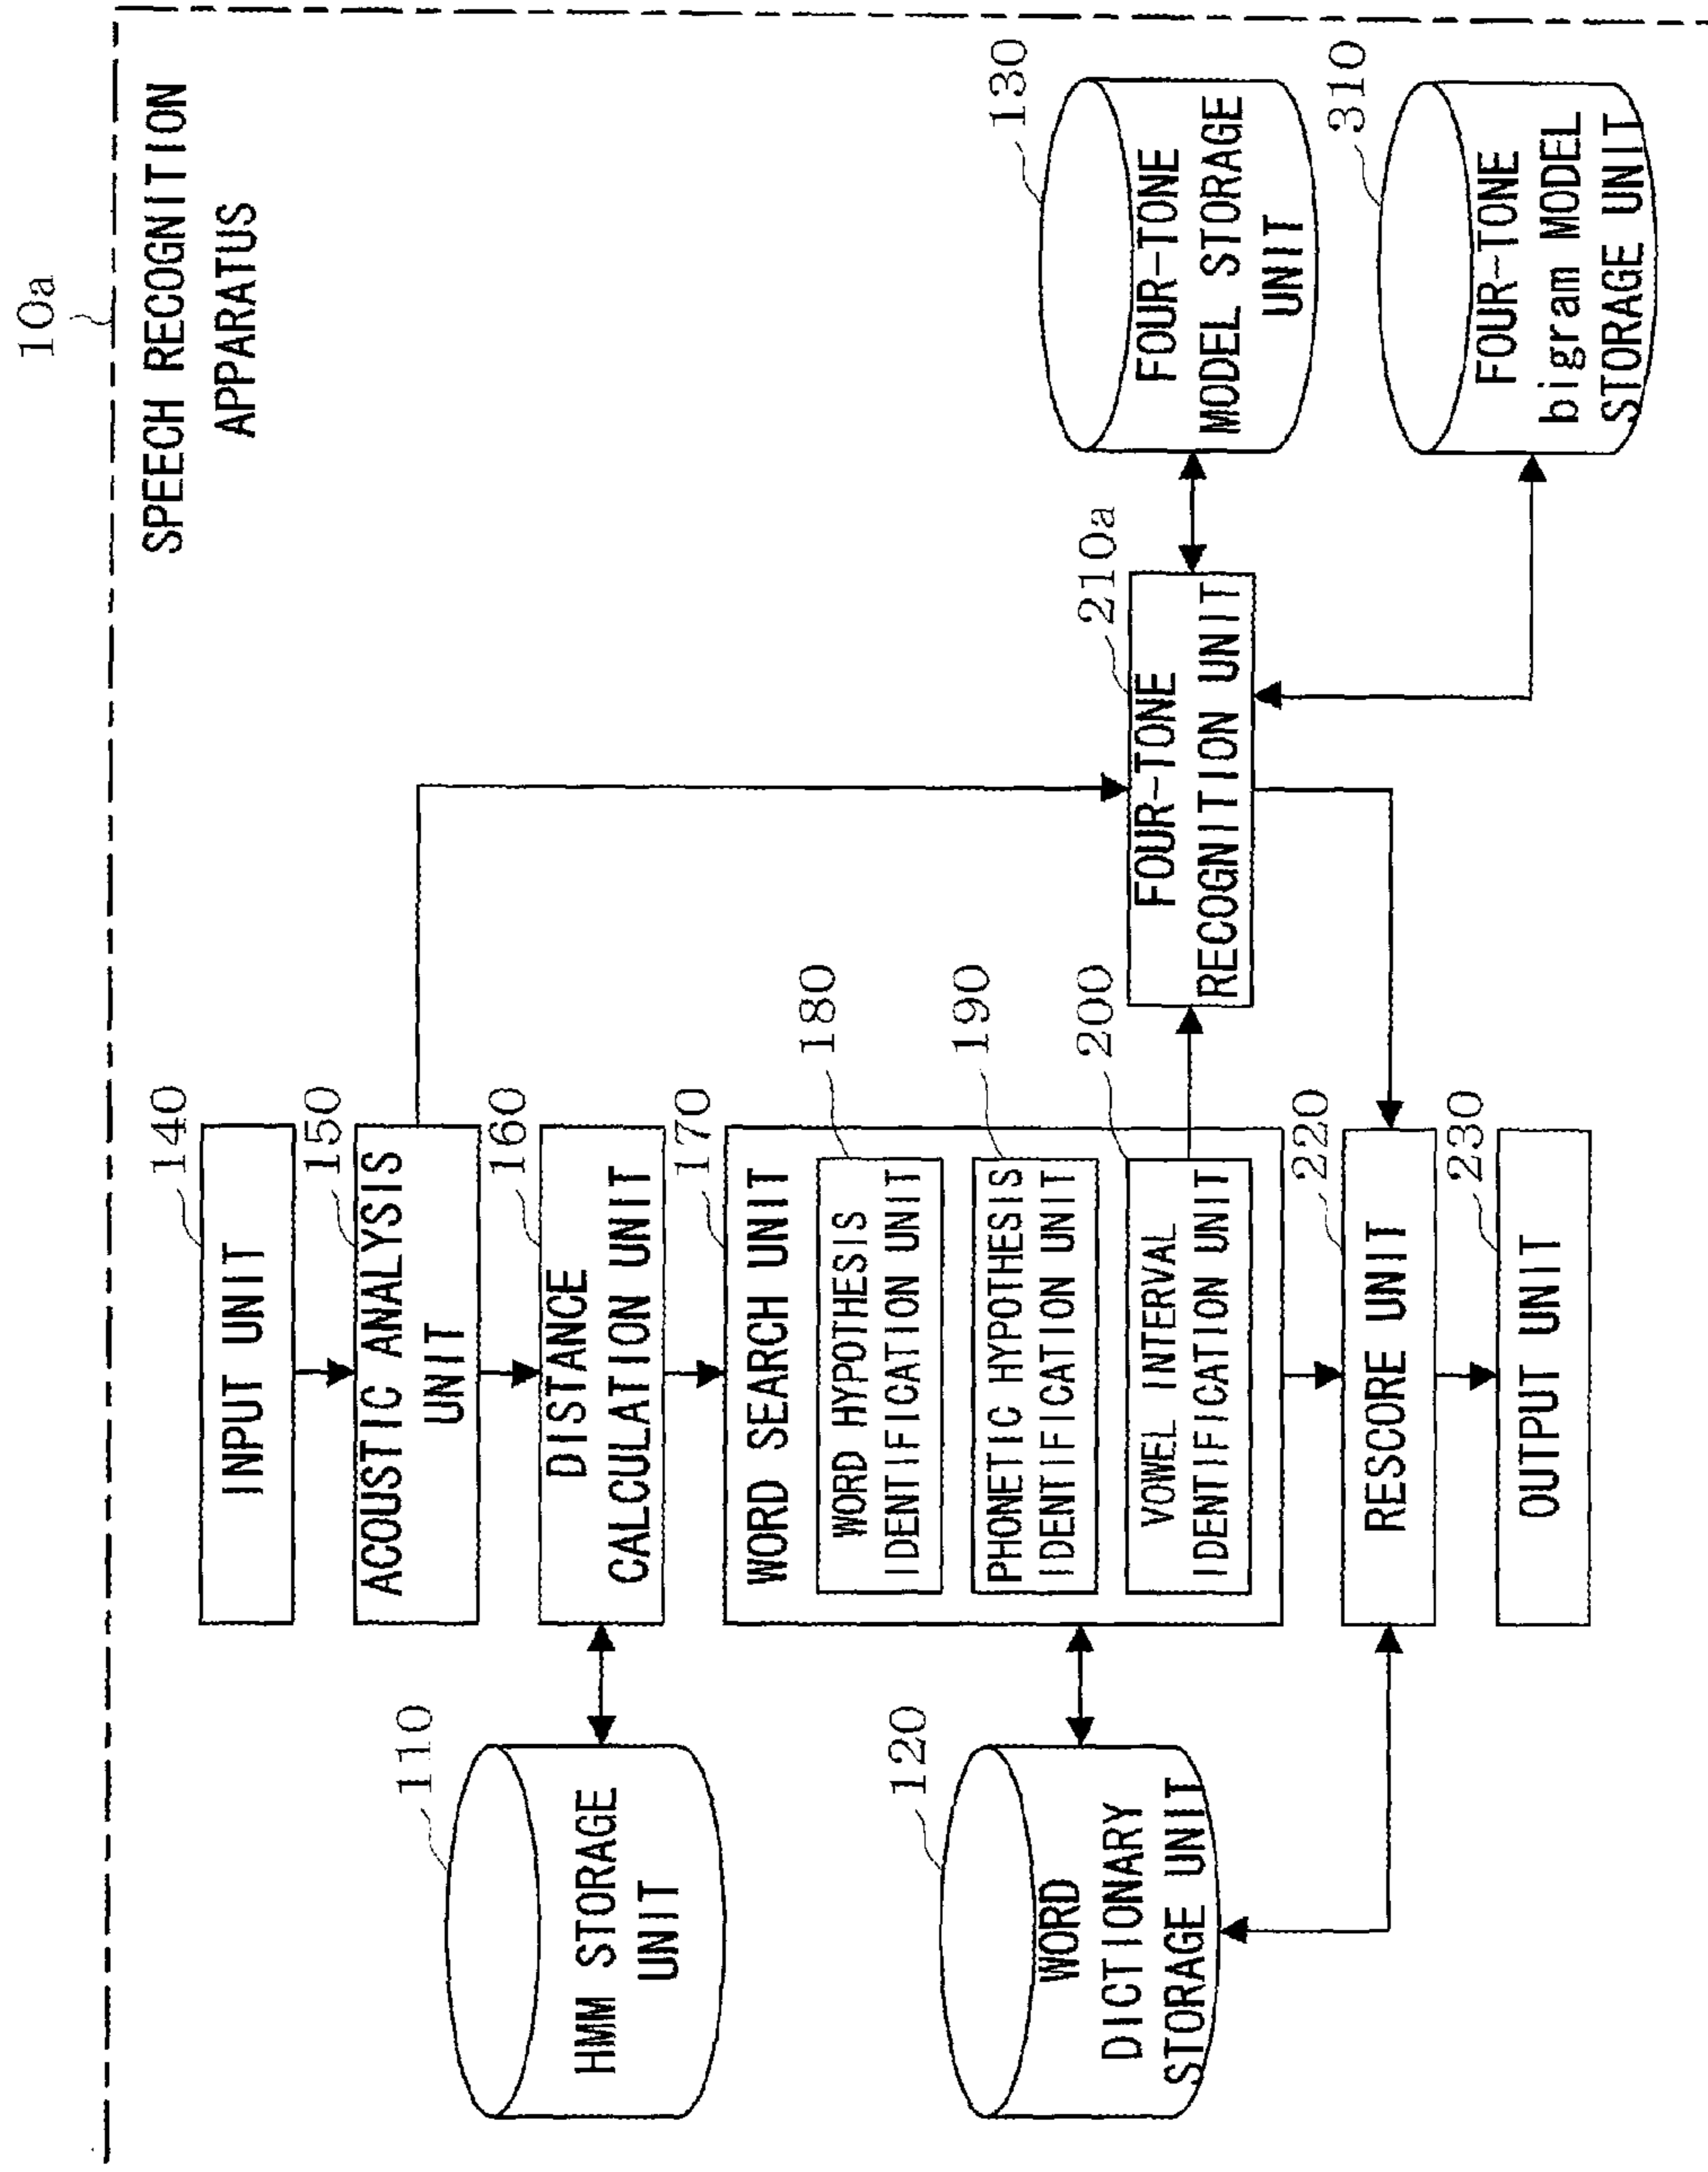 10a
SPEECH RECOGNITION
APPARATUS
140
INPUT UNIT
150
ACOUSTIC ANALYSIS
UNIT
110
HMM STORAGE
UNIT
160
DISTANCE
CALCULATION UNIT
170
WORD SEARCH UNIT
180
WORD HYPOTHESIS
IDENTIFICATION UNIT
190
PHONETIC HYPOTHESIS
IDENTIFICATION UNIT
200
VOWEL INTERVAL
IDENTIFICATION UNIT
120
WORD
DICTIONARY
STORAGE UNIT
210a
FOUR-TONE
RECOGNITION UNIT
130
FOUR-TONE
MODEL STORAGE
UNIT
310
FOUR-TONE
bigram MODEL
STORAGE UNIT
220
RESCORE UNIT
230
OUTPUT UNIT